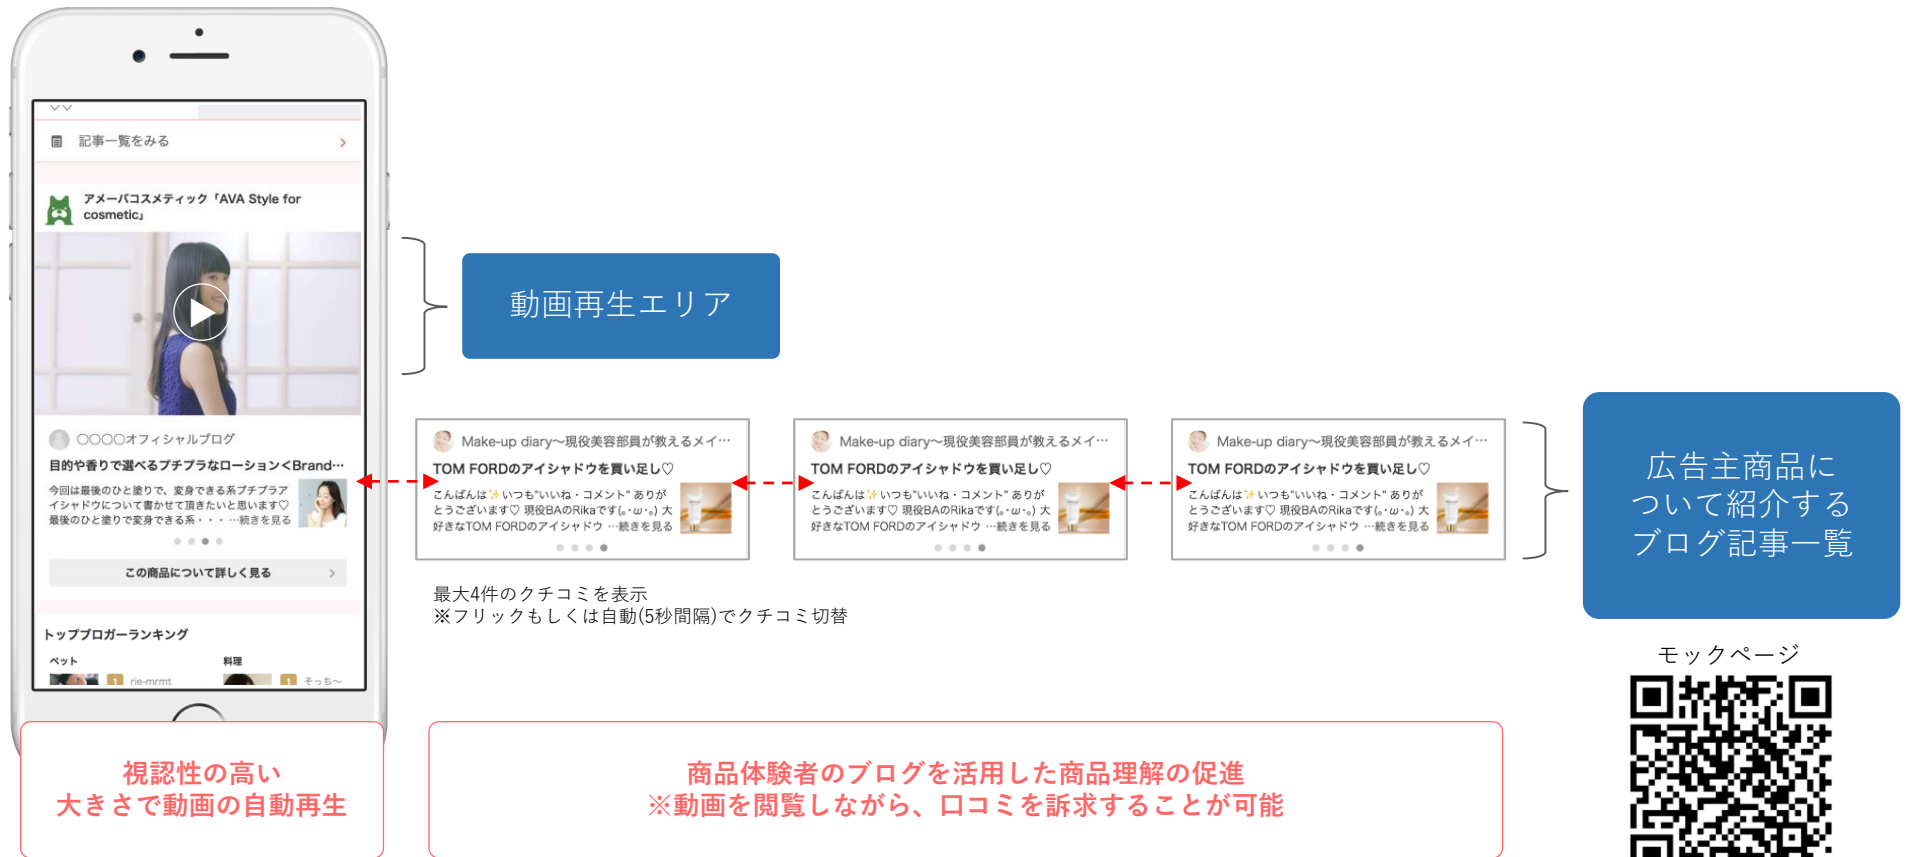 記事一覧をみる
アメーバコスメティック「AVA Style for
cosmetic」
〇〇〇〇オフィシャルブログ
目的や香りで選べるプチプラなローション<Brand…
今回は最後のひと塗りで、変身できる系プチプラア
イシャドウについて書かせて頂きたいと思います♡
最後のひと塗りで変身できる系・・・…続きを見る
この商品について詳しく見る
トップブロガーランキング
ペット
料理
1 rie-mrmt
1 そっち〜
動画再生エリア
Make-up diary〜現役美容部員が教えるメイ…
TOM FORDのアイシャドウを買い足し♡
こんばんは✨いつも"いいね・コメント" ありが
とうございます♡ 現役BAのRikaです(｡･ω･｡) 大
好きなTOM FORDのアイシャドウ …続きを見る
Make-up diary〜現役美容部員が教えるメイ…
TOM FORDのアイシャドウを買い足し♡
こんばんは✨いつも"いいね・コメント" ありが
とうございます♡ 現役BAのRikaです(｡･ω･｡) 大
好きなTOM FORDのアイシャドウ …続きを見る
Make-up diary〜現役美容部員が教えるメイ…
TOM FORDのアイシャドウを買い足し♡
こんばんは✨いつも"いいね・コメント" ありが
とうございます♡ 現役BAのRikaです(｡･ω･｡) 大
好きなTOM FORDのアイシャドウ …続きを見る
最大4件のクチコミを表示
※フリックもしくは自動(5秒間隔)でクチコミ切替
広告主商品に
ついて紹介する
ブログ記事一覧
モックページ
視認性の高い
大きさで動画の自動再生
商品体験者のブログを活用した商品理解の促進
※動画を閲覧しながら、口コミを訴求することが可能